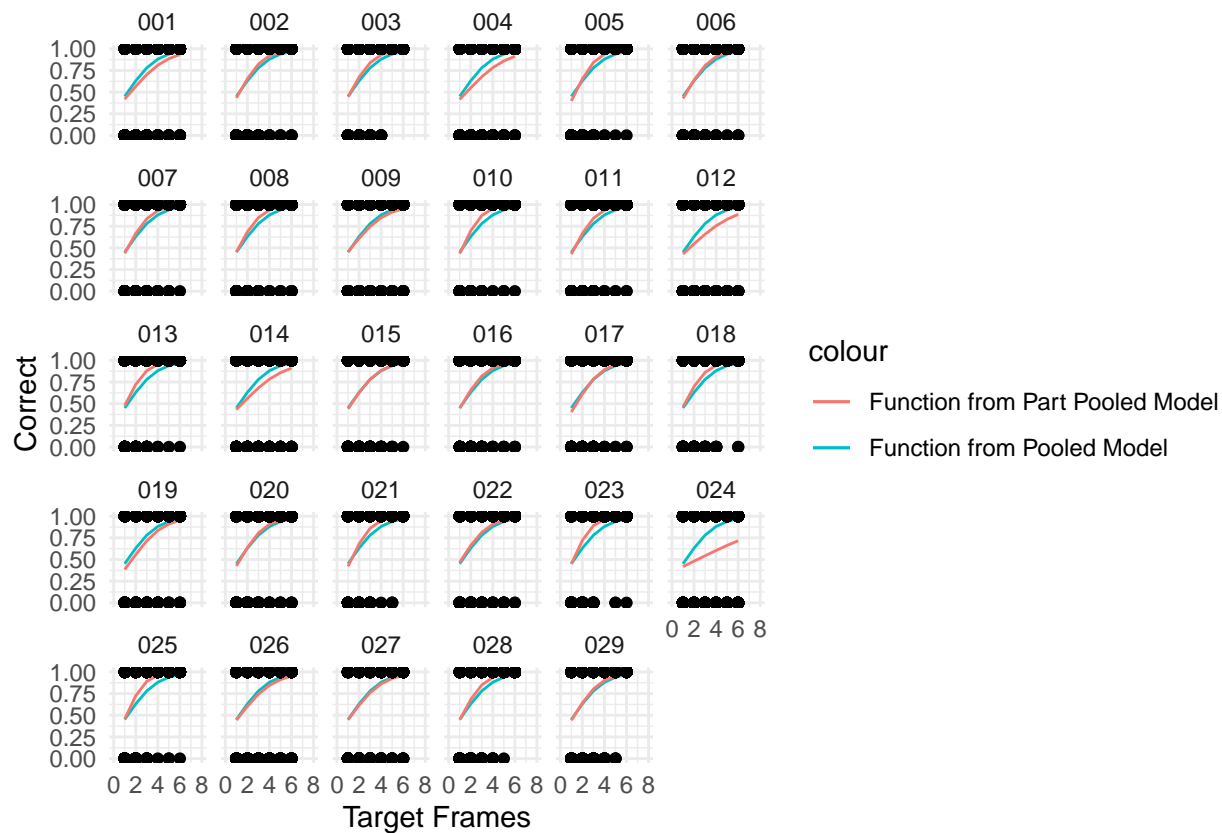 001 002 003 004 005 006
1.00
0.75
0.50
0.25
0.00
007 008 009 010 011 012
1.00
0.75
0.50
0.25
0.00
013 014 015 016 017 018
1.00
0.75
0.50
0.25
0.00
019 020 021 022 023 024
1.00
0.75
0.50
0.25
0.00
0 2 4 6 8
025 026 027 028 029
1.00
0.75
0.50
0.25
0.00
0 2 4 6 8 0 2 4 6 8 0 2 4 6 8 0 2 4 6 8 0 2 4 6 8
Target Frames
Correct
colour
Function from Part Pooled Model
Function from Pooled Model